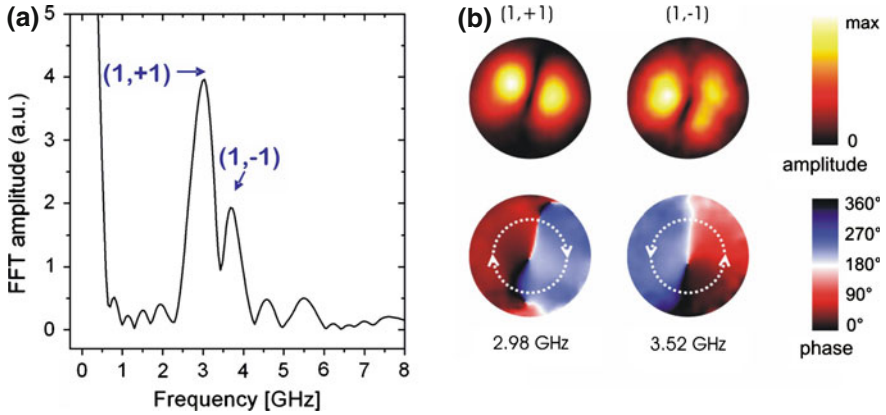 (a)
5
4
3
2
1
0
FFT amplitude (a.u.)
(1,+1)
(1,-1)
0 1 2 3 4 5 6 7 8
Frequency [GHz]
(b)
(1,+1) (1,-1)
max
0
amplitude
360°
270°
180°
90°
0°
phase
2.98 GHz 3.52 GHz